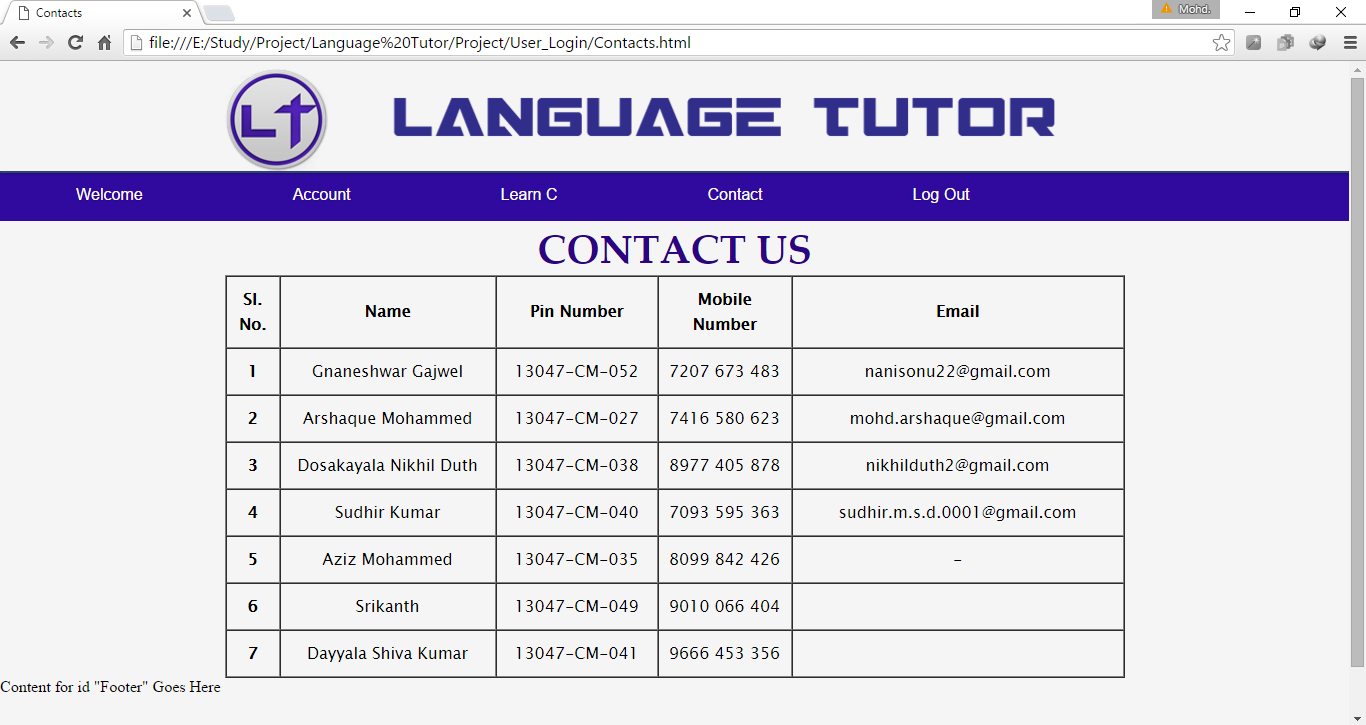 Contacts
Mohd.
file:///E:/Study/Project/Language%20Tutor/Project/User_Login/Contacts.html
LT LANGUAGE TUTOR
Welcome Account Learn C Contact Log Out
CONTACT US
Sl. No. Name Pin Number Mobile Number Email
1 Gnaneshwar Gajwel 13047-CM-052 7207 673 483 nanisonu22@gmail.com
2 Arshaque Mohammed 13047-CM-027 7416 580 623 mohd.arshaque@gmail.com
3 Dosakayala Nikhil Duth 13047-CM-038 8977 405 878 nikhilduth2@gmail.com
4 Sudhir Kumar 13047-CM-040 7093 595 363 sudhir.m.s.d.0001@gmail.com
5 Aziz Mohammed 13047-CM-035 8099 842 426 -
6 Srikanth 13047-CM-049 9010 066 404
7 Dayyala Shiva Kumar 13047-CM-041 9666 453 356
Content for id "Footer" Goes Here